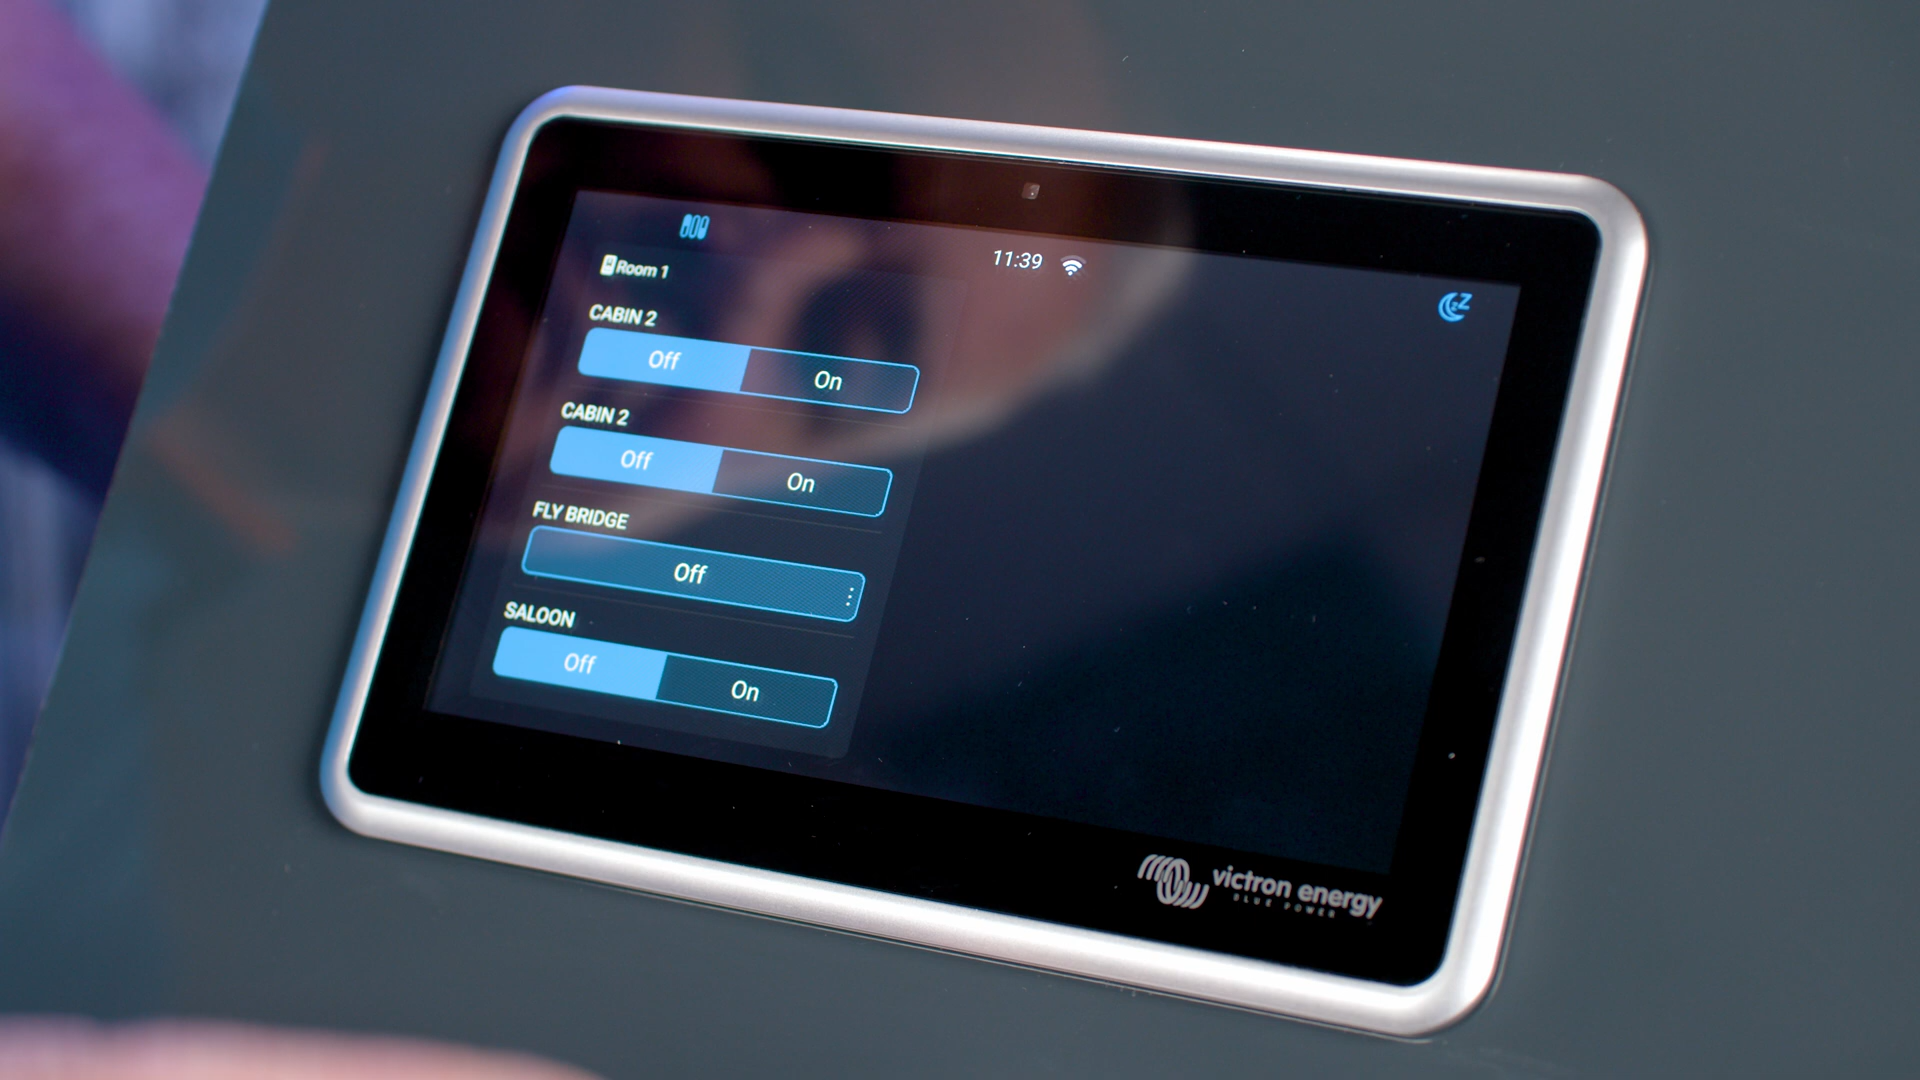 11:39
Room 1
CABIN 2
Off On
CABIN 2
Off On
FLY BRIDGE
Off
SALOON
Off On
victron energy
BLUE POWER